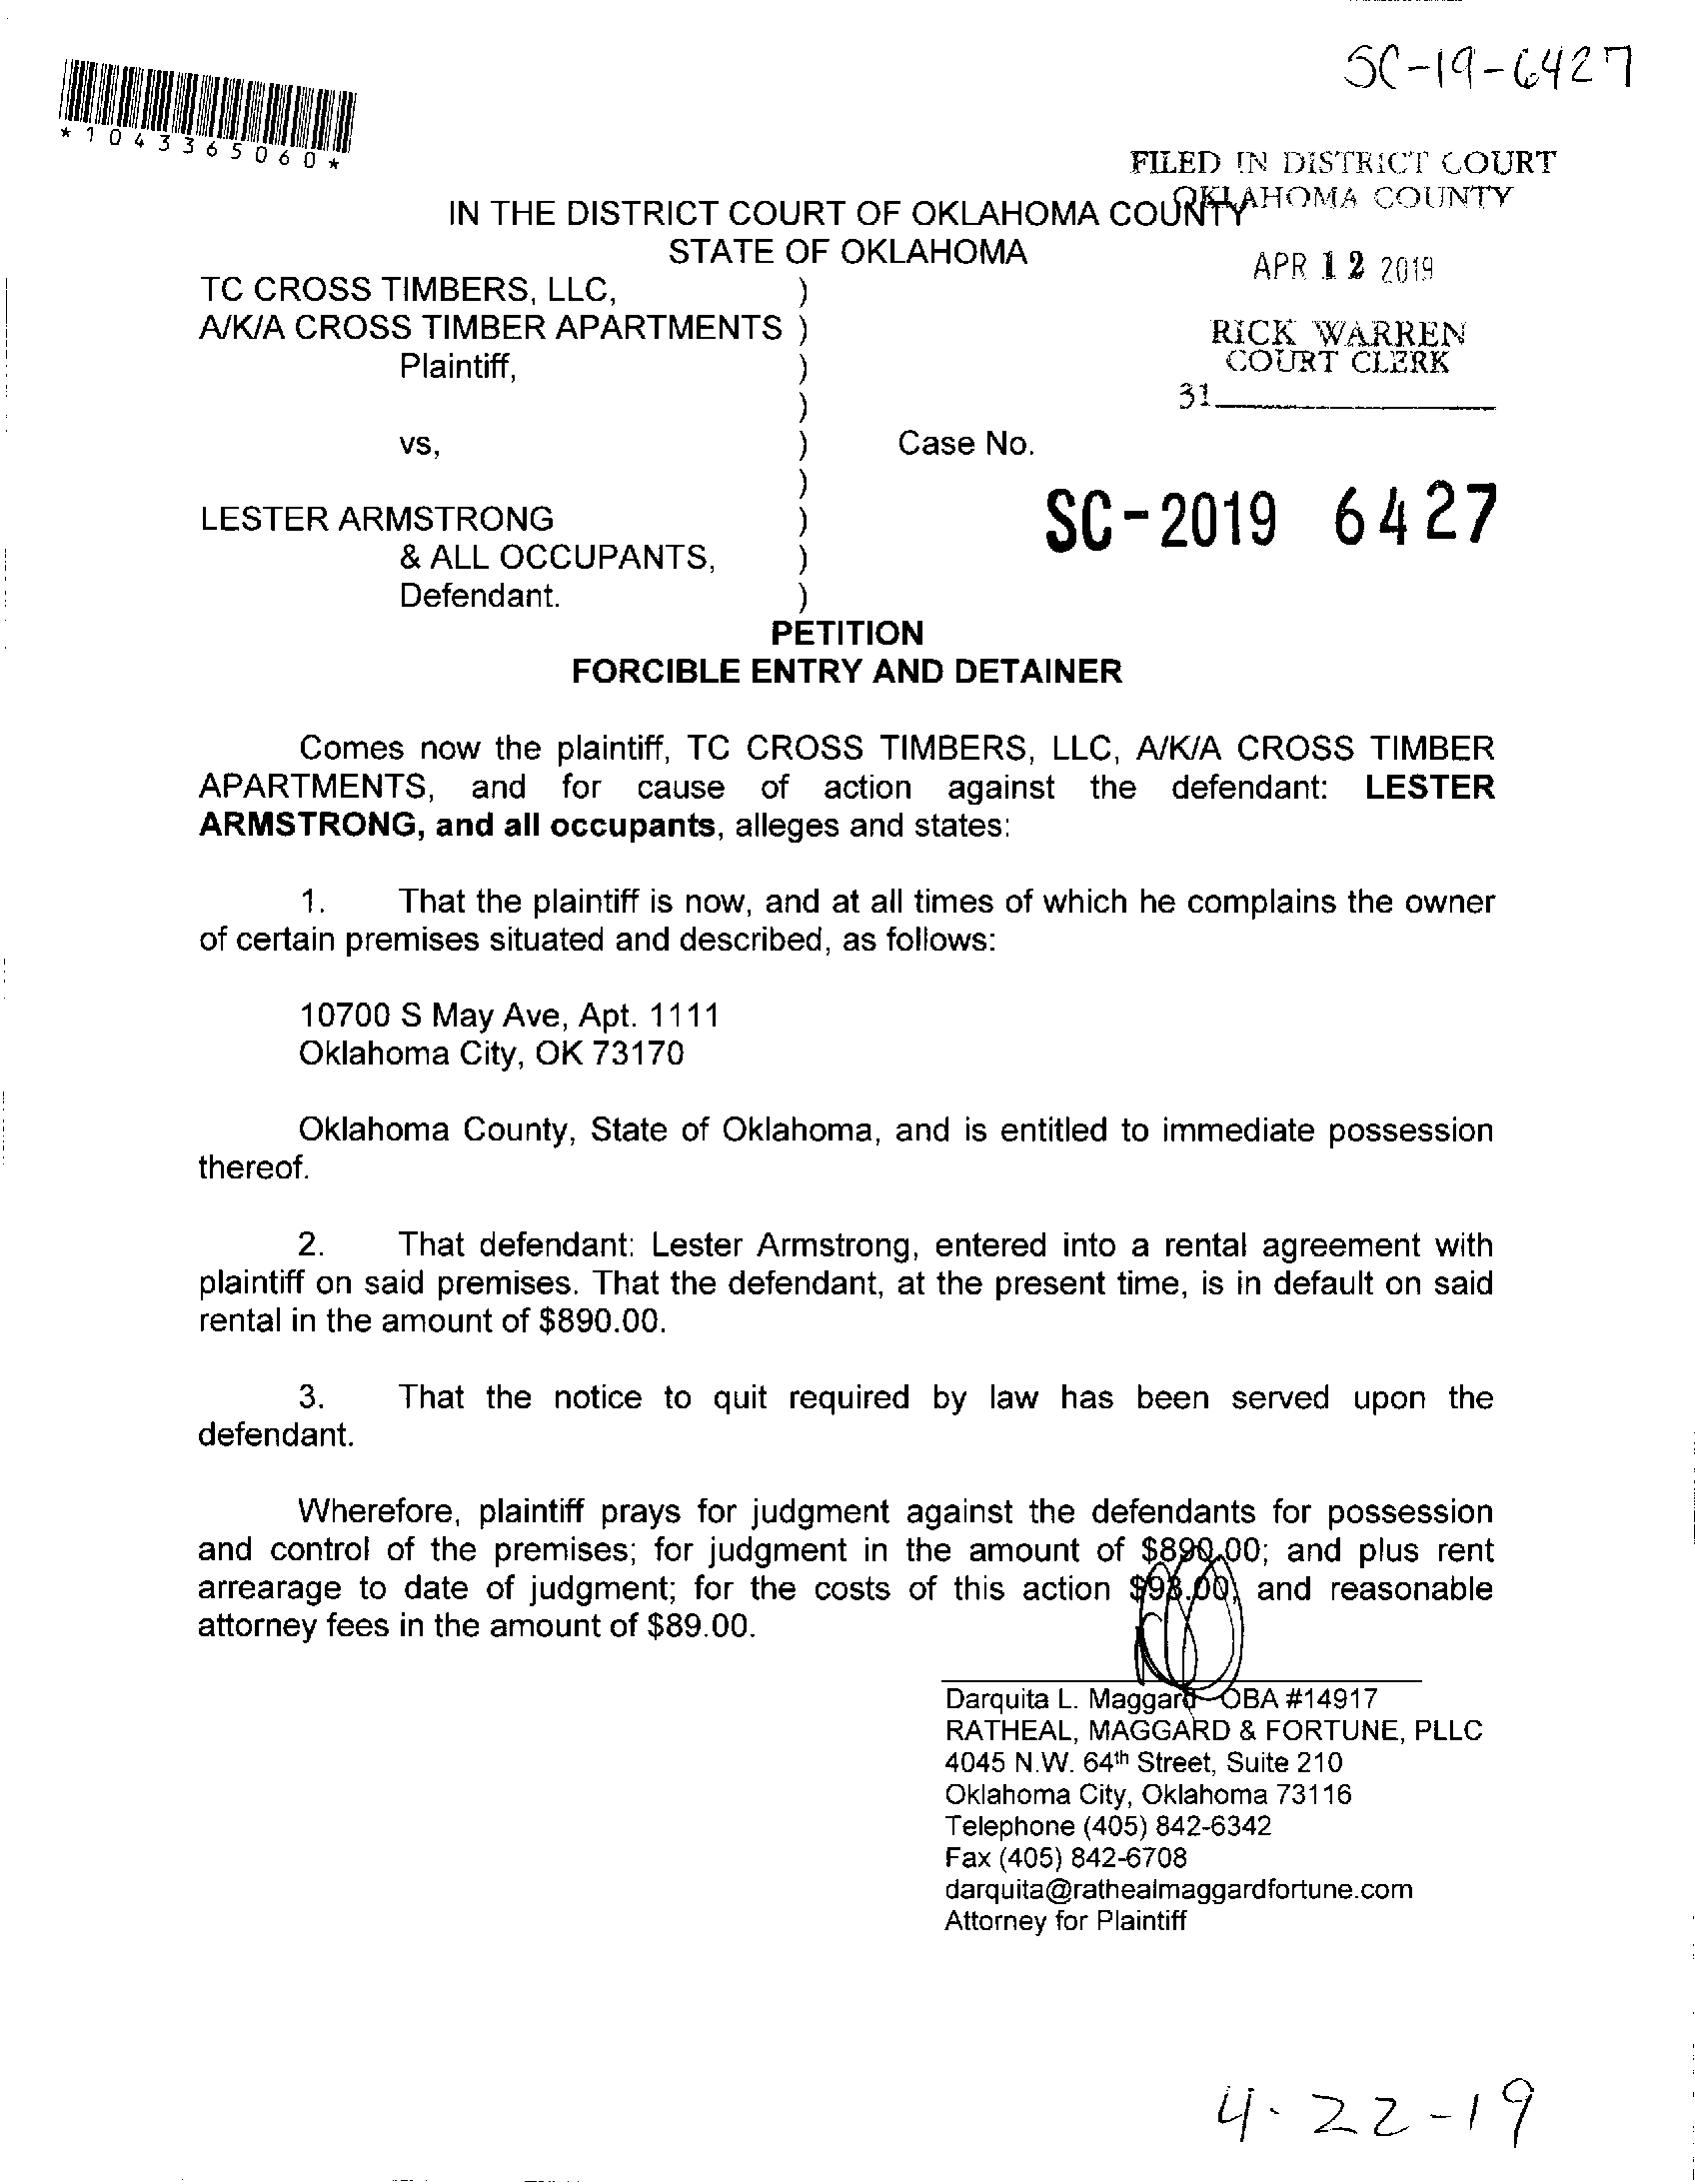 SC-19-6427
*1043365060*
FILED IN DISTRICT COURT
OKLAHOMA COUNTY
IN THE DISTRICT COURT OF OKLAHOMA COUNTY
STATE OF OKLAHOMA
APR 12 2019
TC CROSS TIMBERS, LLC, )
A/K/A CROSS TIMBER APARTMENTS )
RICK WARREN
COURT CLERK
Plaintiff, )
31
)
vs, ) Case No.
)
SC-2019 6427
LESTER ARMSTRONG )
& ALL OCCUPANTS, )
Defendant. )
PETITION
FORCIBLE ENTRY AND DETAINER
Comes now the plaintiff, TC CROSS TIMBERS, LLC, A/K/A CROSS TIMBER
APARTMENTS, and for cause of action against the defendant: LESTER
ARMSTRONG, and all occupants, alleges and states:
1. That the plaintiff is now, and at all times of which he complains the owner
of certain premises situated and described, as follows:
10700 S May Ave, Apt. 1111
Oklahoma City, OK 73170
Oklahoma County, State of Oklahoma, and is entitled to immediate possession
thereof.
2. That defendant: Lester Armstrong, entered into a rental agreement with
plaintiff on said premises. That the defendant, at the present time, is in default on said
rental in the amount of $890.00.
3. That the notice to quit required by law has been served upon the
defendant.
Wherefore, plaintiff prays for judgment against the defendants for possession
and control of the premises; for judgment in the amount of $890.00; and plus rent
arrearage to date of judgment; for the costs of this action $93.00; and reasonable
attorney fees in the amount of $89.00.
Darquita L. Maggard OBA #14917
RATHEAL, MAGGARD & FORTUNE, PLLC
4045 N.W. 64th Street, Suite 210
Oklahoma City, Oklahoma 73116
Telephone (405) 842-6342
Fax (405) 842-6708
darquita@rathealmaggardfortune.com
Attorney for Plaintiff
4-22-19